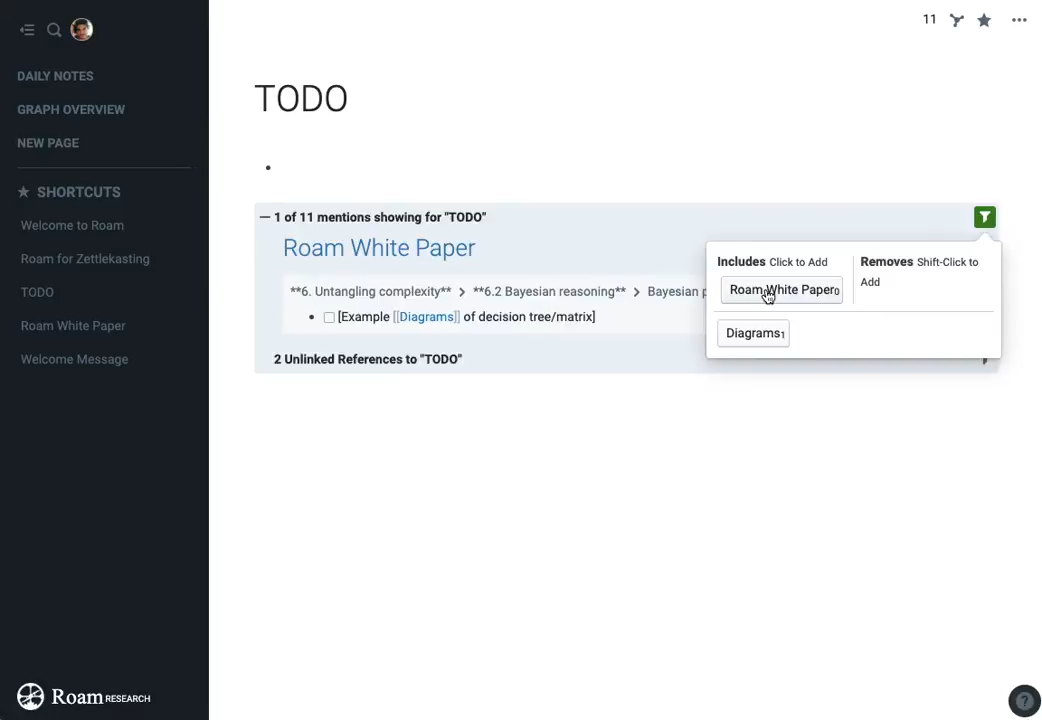 11
DAILY NOTES
GRAPH OVERVIEW
NEW PAGE
★ SHORTCUTS
Welcome to Roam
Roam for Zettlekasting
TODO
Roam White Paper
Welcome Message
Roam RESEARCH
TODO
1 of 11 mentions showing for "TODO"
Roam White Paper
**6. Untangling complexity** > **6.2 Bayesian reasoning** > Bayesian
[Example [[Diagrams]] of decision tree/matrix]
2 Unlinked References to "TODO"
Includes Click to Add
Roam White Paper0
Removes Shift-Click to
Add
Diagrams1
?